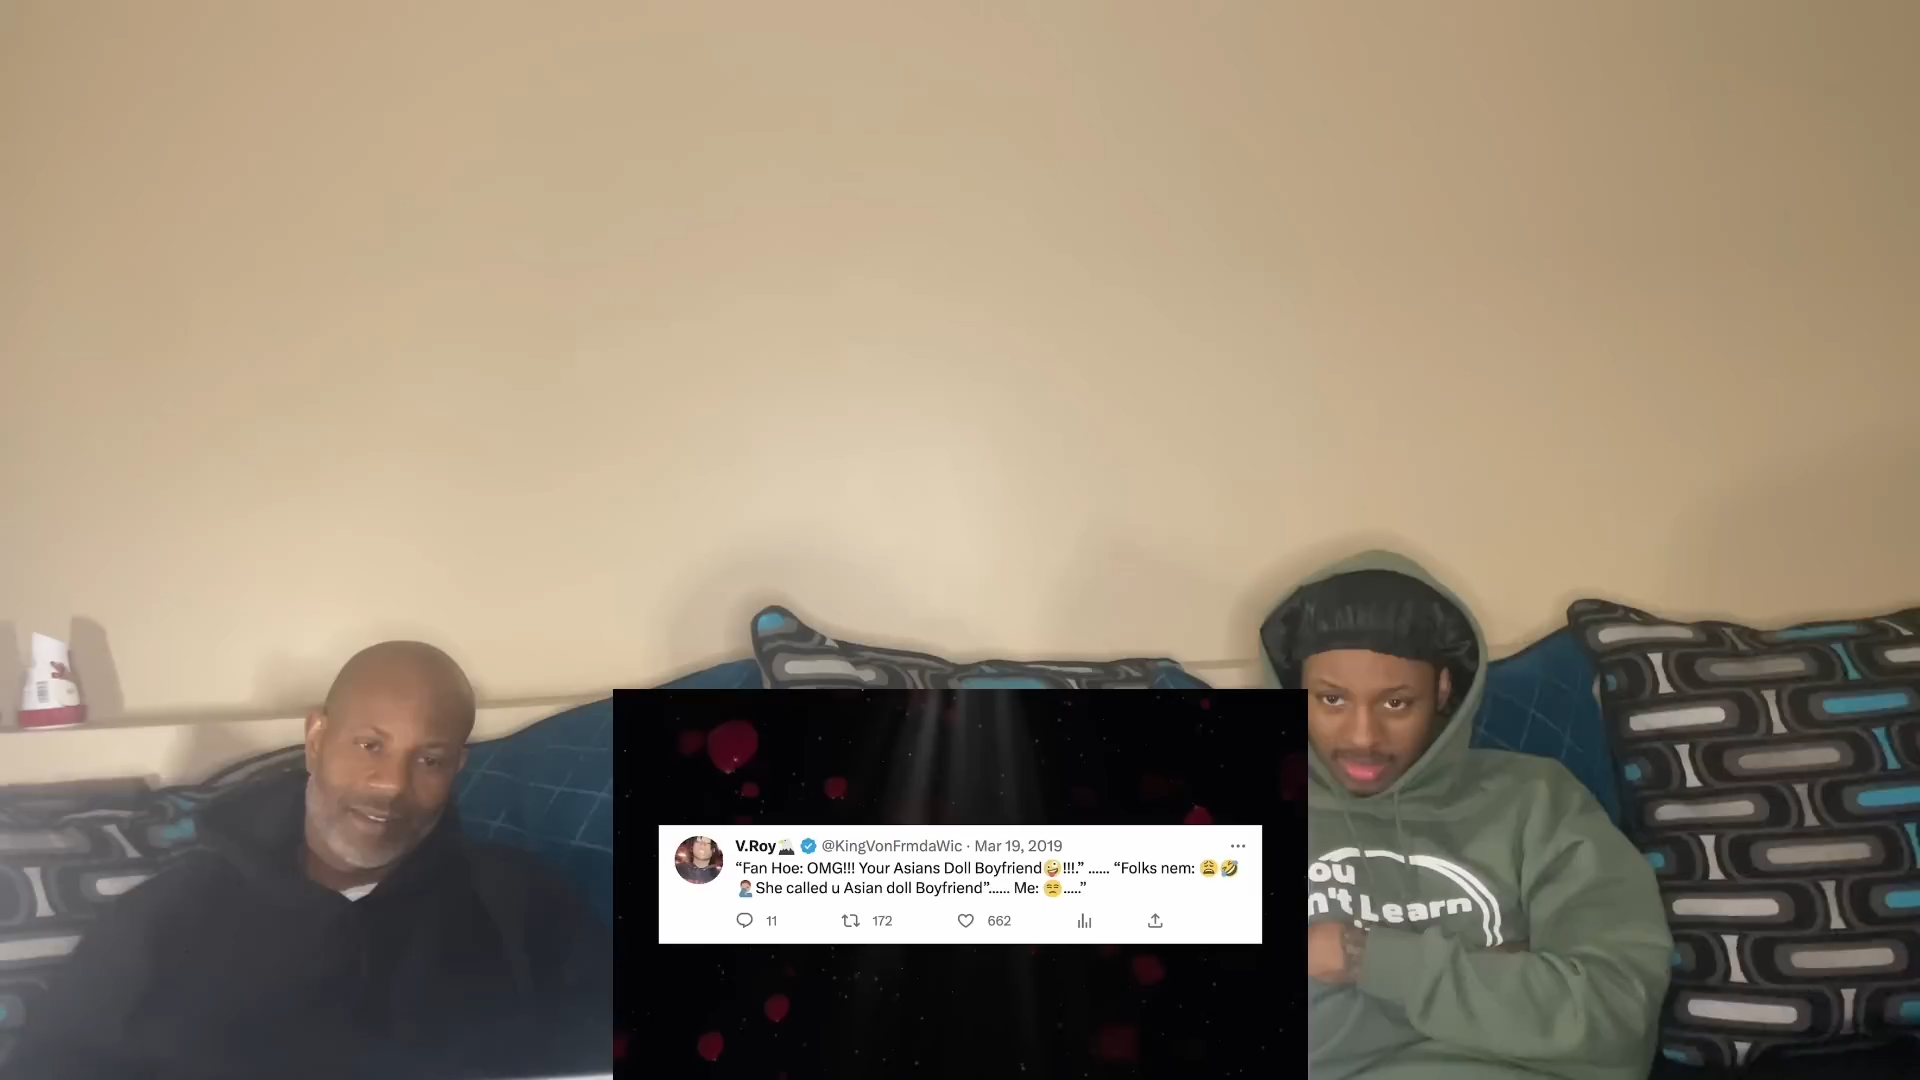 V.Roy🏔️ @KingVonFrmdaWic · Mar 19, 2019
“Fan Hoe: OMG!!! Your Asians Doll Boyfriend🤪!!!.” ...... “Folks nem: 😩🤣
🤦🏽‍♂️She called u Asian doll Boyfriend”...... Me: 😒.....”
11 172 662
ou
n't Learn